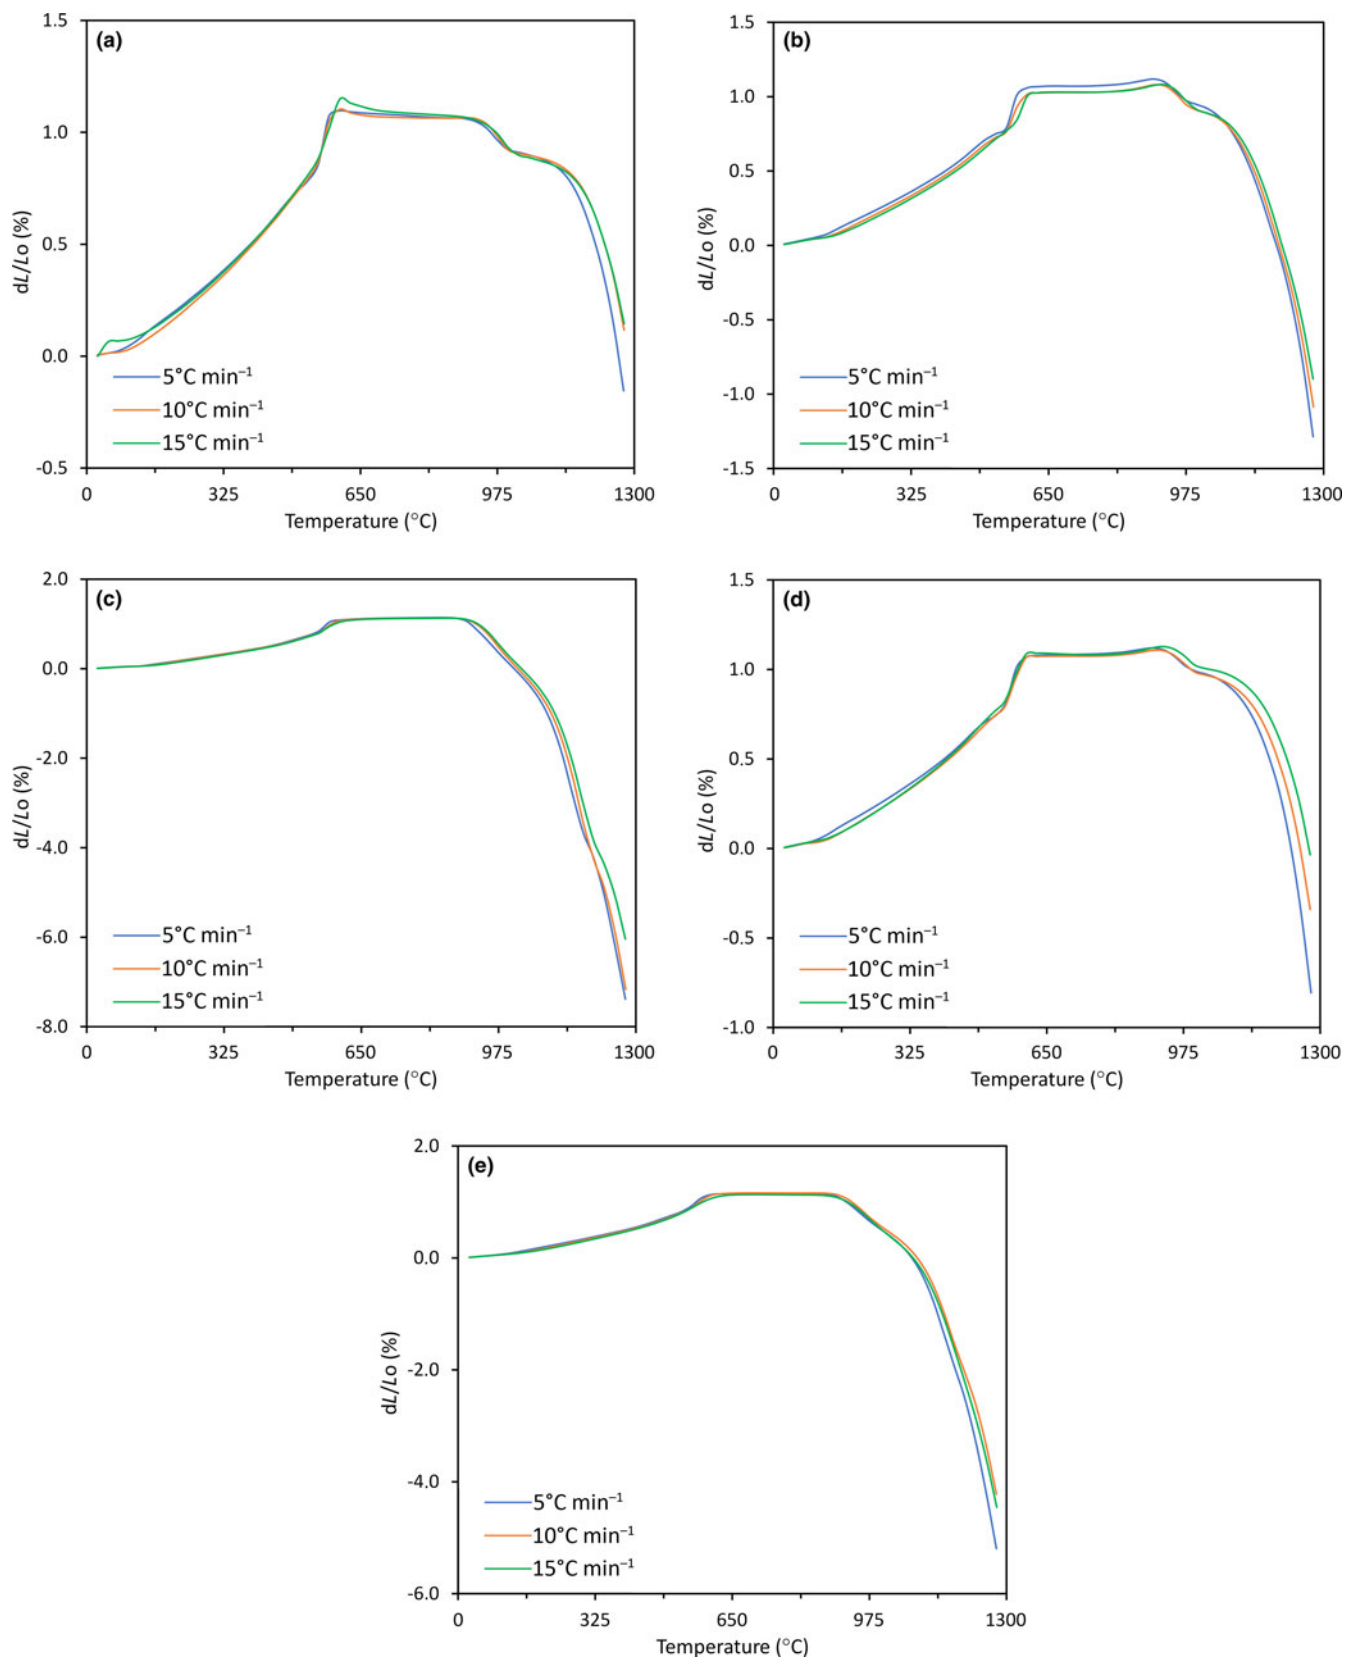 (a)
1.5
1.0
0.5
0.0
-0.5
dL/Lo (%)
5°C min⁻¹
10°C min⁻¹
15°C min⁻¹
0 325 650 975 1300
Temperature (°C)
(b)
1.5
1.0
0.5
0.0
-0.5
-1.0
-1.5
dL/Lo (%)
5°C min⁻¹
10°C min⁻¹
15°C min⁻¹
0 325 650 975 1300
Temperature (°C)
(c)
2.0
0.0
-2.0
-4.0
-6.0
-8.0
dL/Lo (%)
5°C min⁻¹
10°C min⁻¹
15°C min⁻¹
0 325 650 975 1300
Temperature (°C)
(d)
1.5
1.0
0.5
0.0
-0.5
-1.0
dL/Lo (%)
5°C min⁻¹
10°C min⁻¹
15°C min⁻¹
0 325 650 975 1300
Temperature (°C)
(e)
2.0
0.0
-2.0
-4.0
-6.0
dL/Lo (%)
5°C min⁻¹
10°C min⁻¹
15°C min⁻¹
0 325 650 975 1300
Temperature (°C)